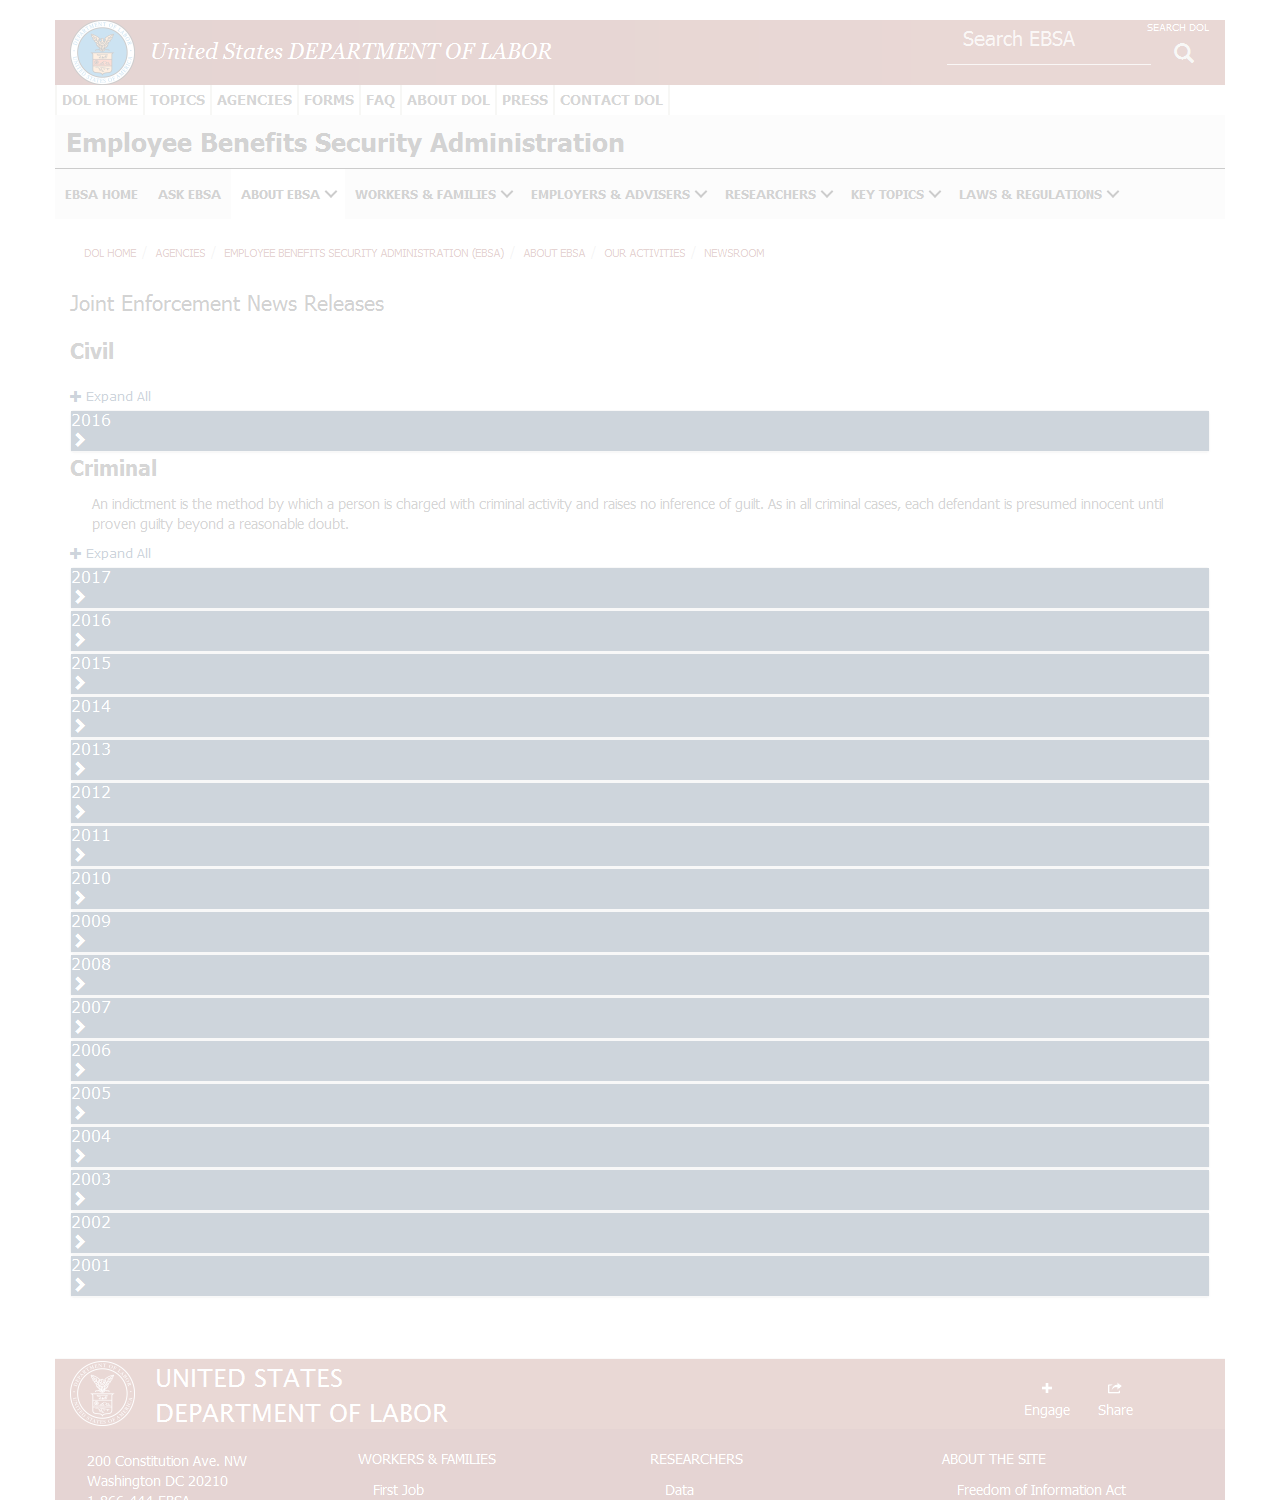 United States DEPARTMENT OF LABOR
SEARCH DOL
Search EBSA
DOL HOME TOPICS AGENCIES FORMS FAQ ABOUT DOL PRESS CONTACT DOL
Employee Benefits Security Administration
EBSA HOME ASK EBSA ABOUT EBSA WORKERS & FAMILIES EMPLOYERS & ADVISERS RESEARCHERS KEY TOPICS LAWS & REGULATIONS
DOL HOME / AGENCIES / EMPLOYEE BENEFITS SECURITY ADMINISTRATION (EBSA) / ABOUT EBSA / OUR ACTIVITIES / NEWSROOM
Joint Enforcement News Releases
Civil
Expand All
2016
Criminal
An indictment is the method by which a person is charged with criminal activity and raises no inference of guilt. As in all criminal cases, each defendant is presumed innocent until
proven guilty beyond a reasonable doubt.
Expand All
2017
2016
2015
2014
2013
2012
2011
2010
2009
2008
2007
2006
2005
2004
2003
2002
2001
UNITED STATES
DEPARTMENT OF LABOR
Engage Share
200 Constitution Ave. NW
Washington DC 20210
1-866-444-EBSA
WORKERS & FAMILIES
First Job
RESEARCHERS
Data
ABOUT THE SITE
Freedom of Information Act